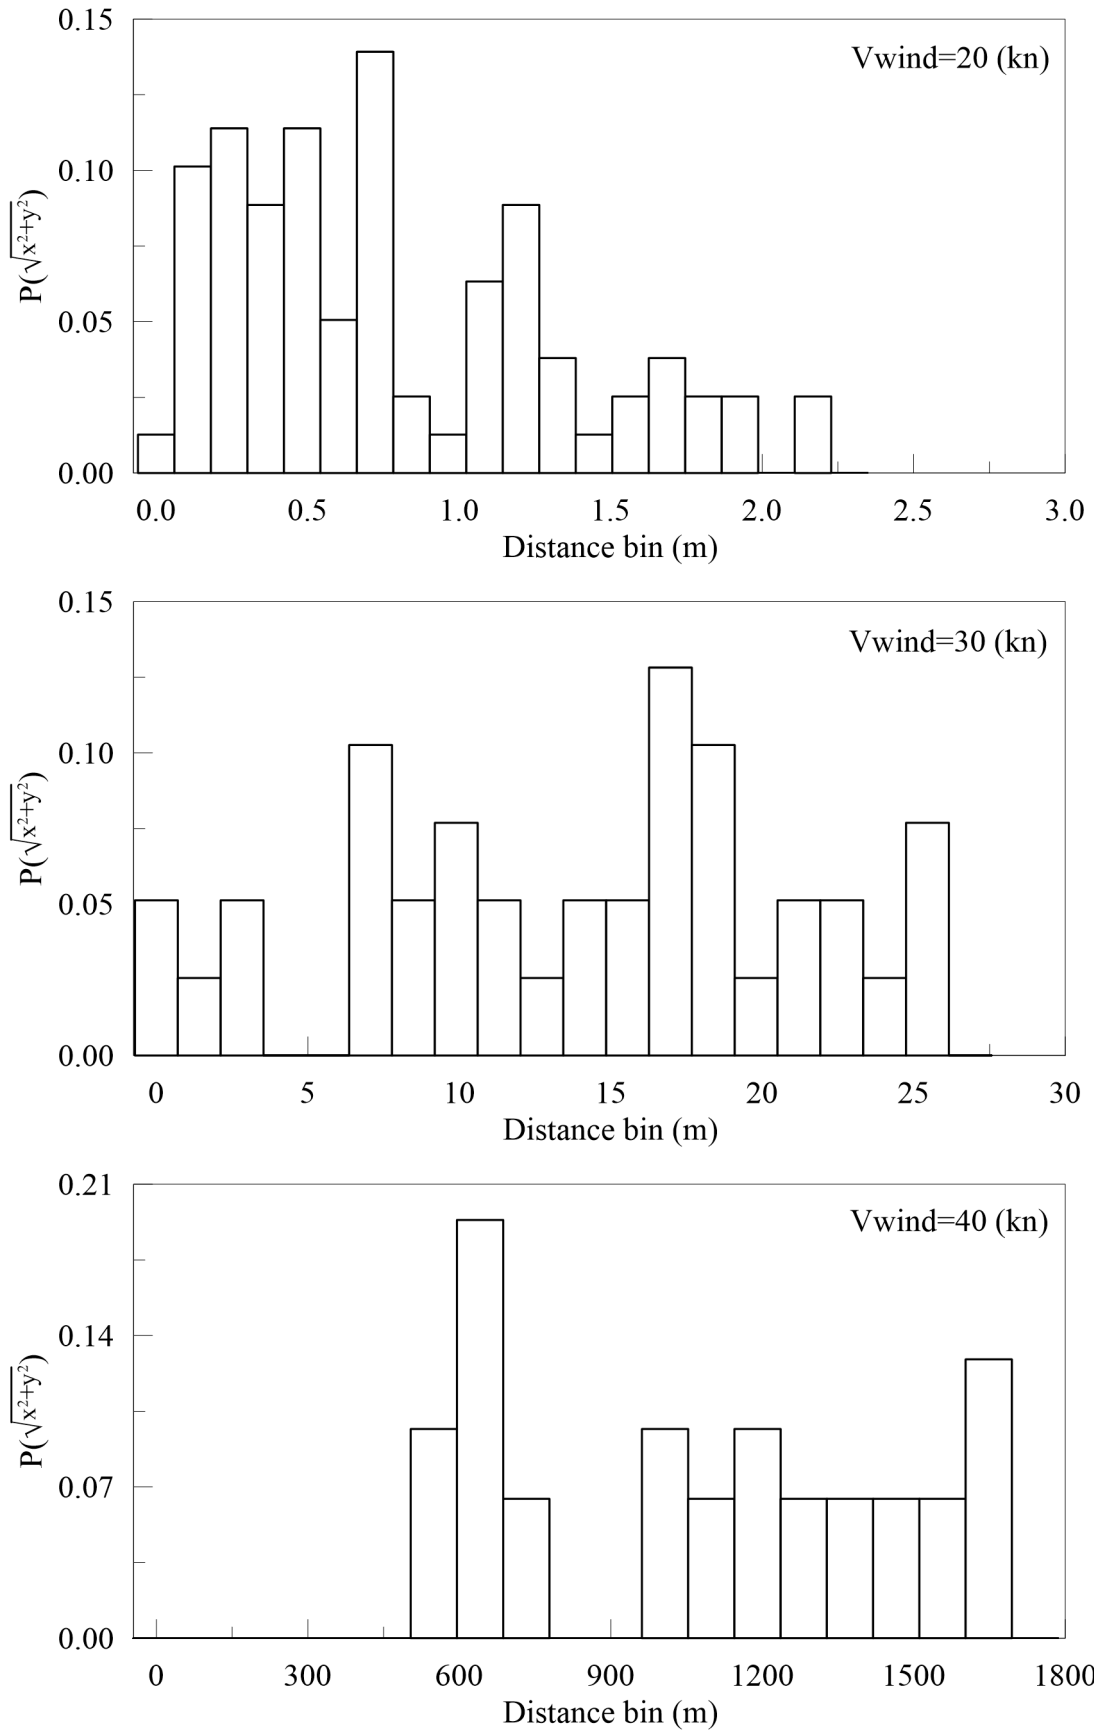 0.15
Vwind=20 (kn)
0.10
0.05
0.00
P(√x²+y²)
0.0 0.5 1.0 1.5 2.0 2.5 3.0
Distance bin (m)
0.15
Vwind=30 (kn)
0.10
0.05
0.00
P(√x²+y²)
0 5 10 15 20 25 30
Distance bin (m)
0.21
Vwind=40 (kn)
0.14
0.07
0.00
P(√x²+y²)
0 300 600 900 1200 1500 1800
Distance bin (m)